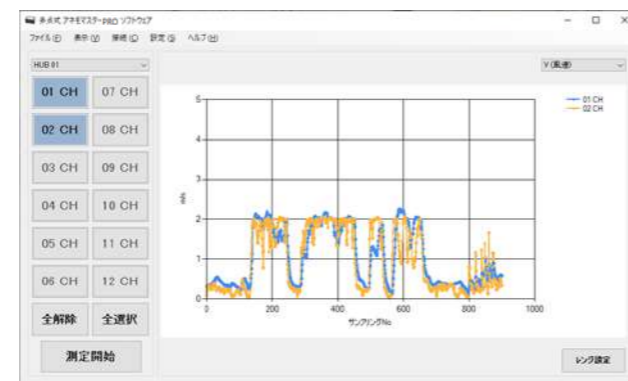 多点式 アネモマスターPRO ソフトウェア
ファイル(F) 表示(V) 接続(C) 設定(S) ヘルプ(H)
HUB 01
V (風速)
01 CH 07 CH
02 CH 08 CH
03 CH 09 CH
04 CH 10 CH
05 CH 11 CH
06 CH 12 CH
全解除 全選択
測定開始
5
4
3
2
1
0
m/s
0 200 400 600 800 1000
サンプリングNo
01 CH
02 CH
レンジ設定